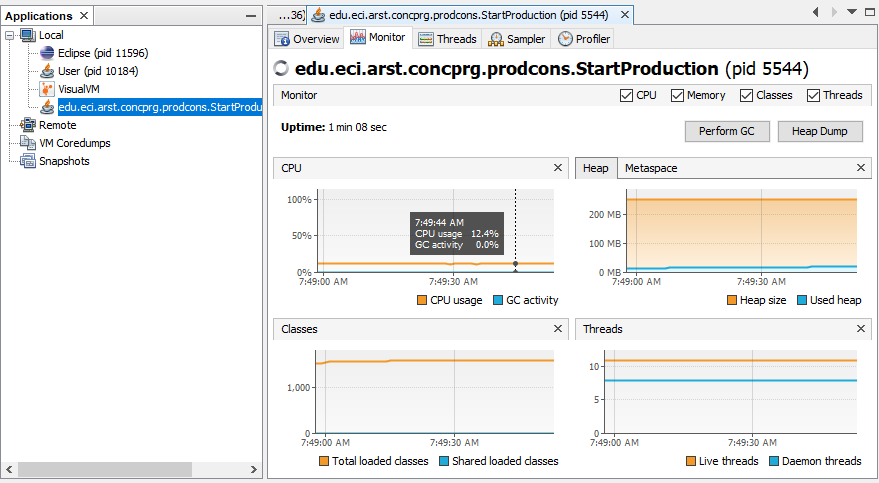 Applications
Local
Eclipse (pid 11596)
User (pid 10184)
VisualVM
edu.eci.arst.concprg.prodcons.StartProdu
Remote
VM Coredumps
Snapshots
...36)
edu.eci.arst.concprg.prodcons.StartProduction (pid 5544)
Overview
Monitor
Threads
Sampler
Profiler
edu.eci.arst.concprg.prodcons.StartProduction (pid 5544)
Monitor
CPU
Memory
Classes
Threads
Uptime: 1 min 08 sec
Perform GC
Heap Dump
CPU
100%
50%
0%
7:49:44 AM
CPU usage 12.4%
GC activity 0.0%
7:49:00 AM
7:49:30 AM
CPU usage
GC activity
Heap
Metaspace
200 MB
100 MB
0 MB
7:49:00 AM
7:49:30 AM
Heap size
Used heap
Classes
1,000
0
7:49:00 AM
7:49:30 AM
Total loaded classes
Shared loaded classes
Threads
10
5
0
7:49:00 AM
7:49:30 AM
Live threads
Daemon threads